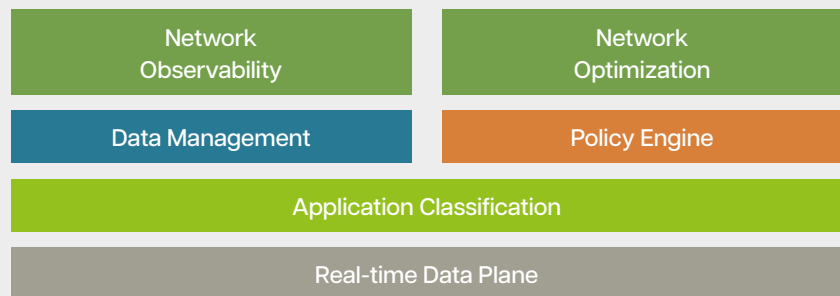 Network
Observability
Network
Optimization
Data Management
Policy Engine
Application Classification
Real-time Data Plane